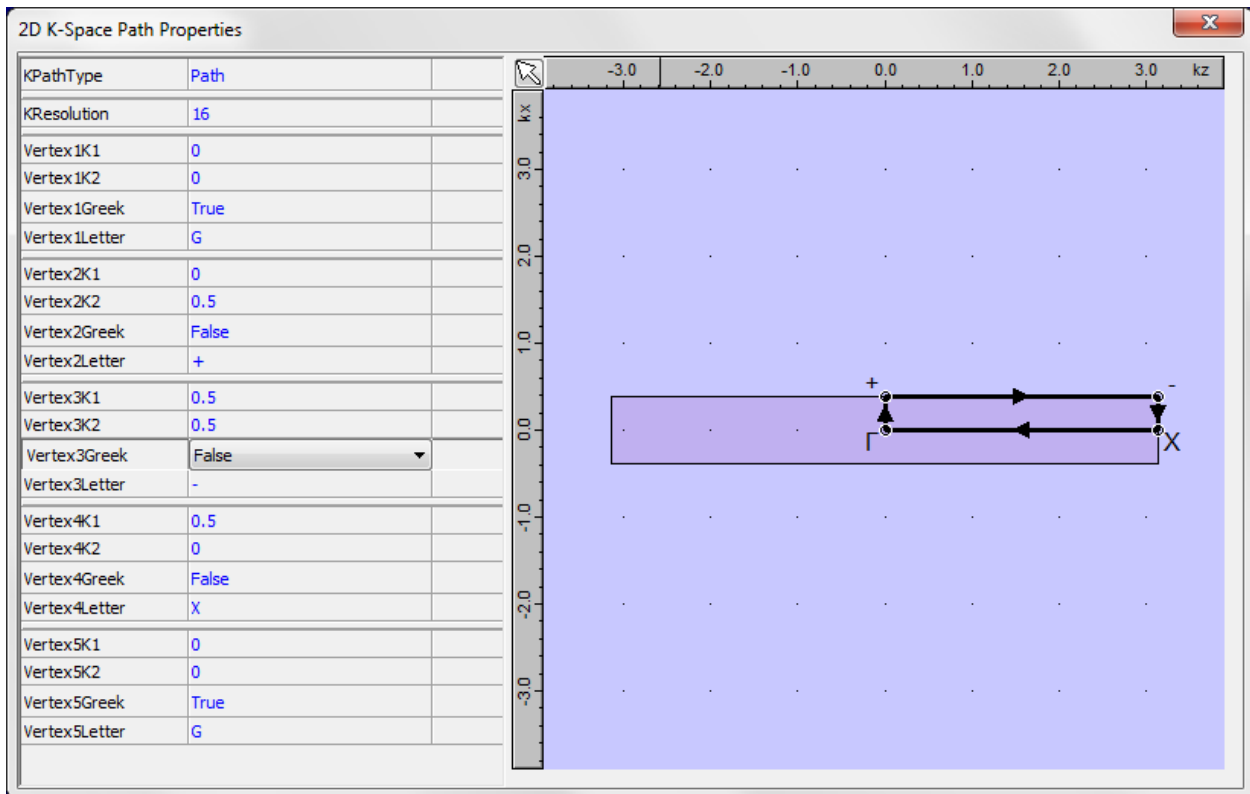 2D K-Space Path Properties
KPathType Path
KResolution 16
Vertex1K1 0
Vertex1K2 0
Vertex1Greek True
Vertex1Letter G
Vertex2K1 0
Vertex2K2 0.5
Vertex2Greek False
Vertex2Letter +
Vertex3K1 0.5
Vertex3K2 0.5
Vertex3Greek False
Vertex3Letter -
Vertex4K1 0.5
Vertex4K2 0
Vertex4Greek False
Vertex4Letter X
Vertex5K1 0
Vertex5K2 0
Vertex5Greek True
Vertex5Letter G
-3.0 -2.0 -1.0 0.0 1.0 2.0 3.0 kz
kx
3.0
2.0
1.0
0.0
-1.0
-2.0
-3.0
+ -
Γ X